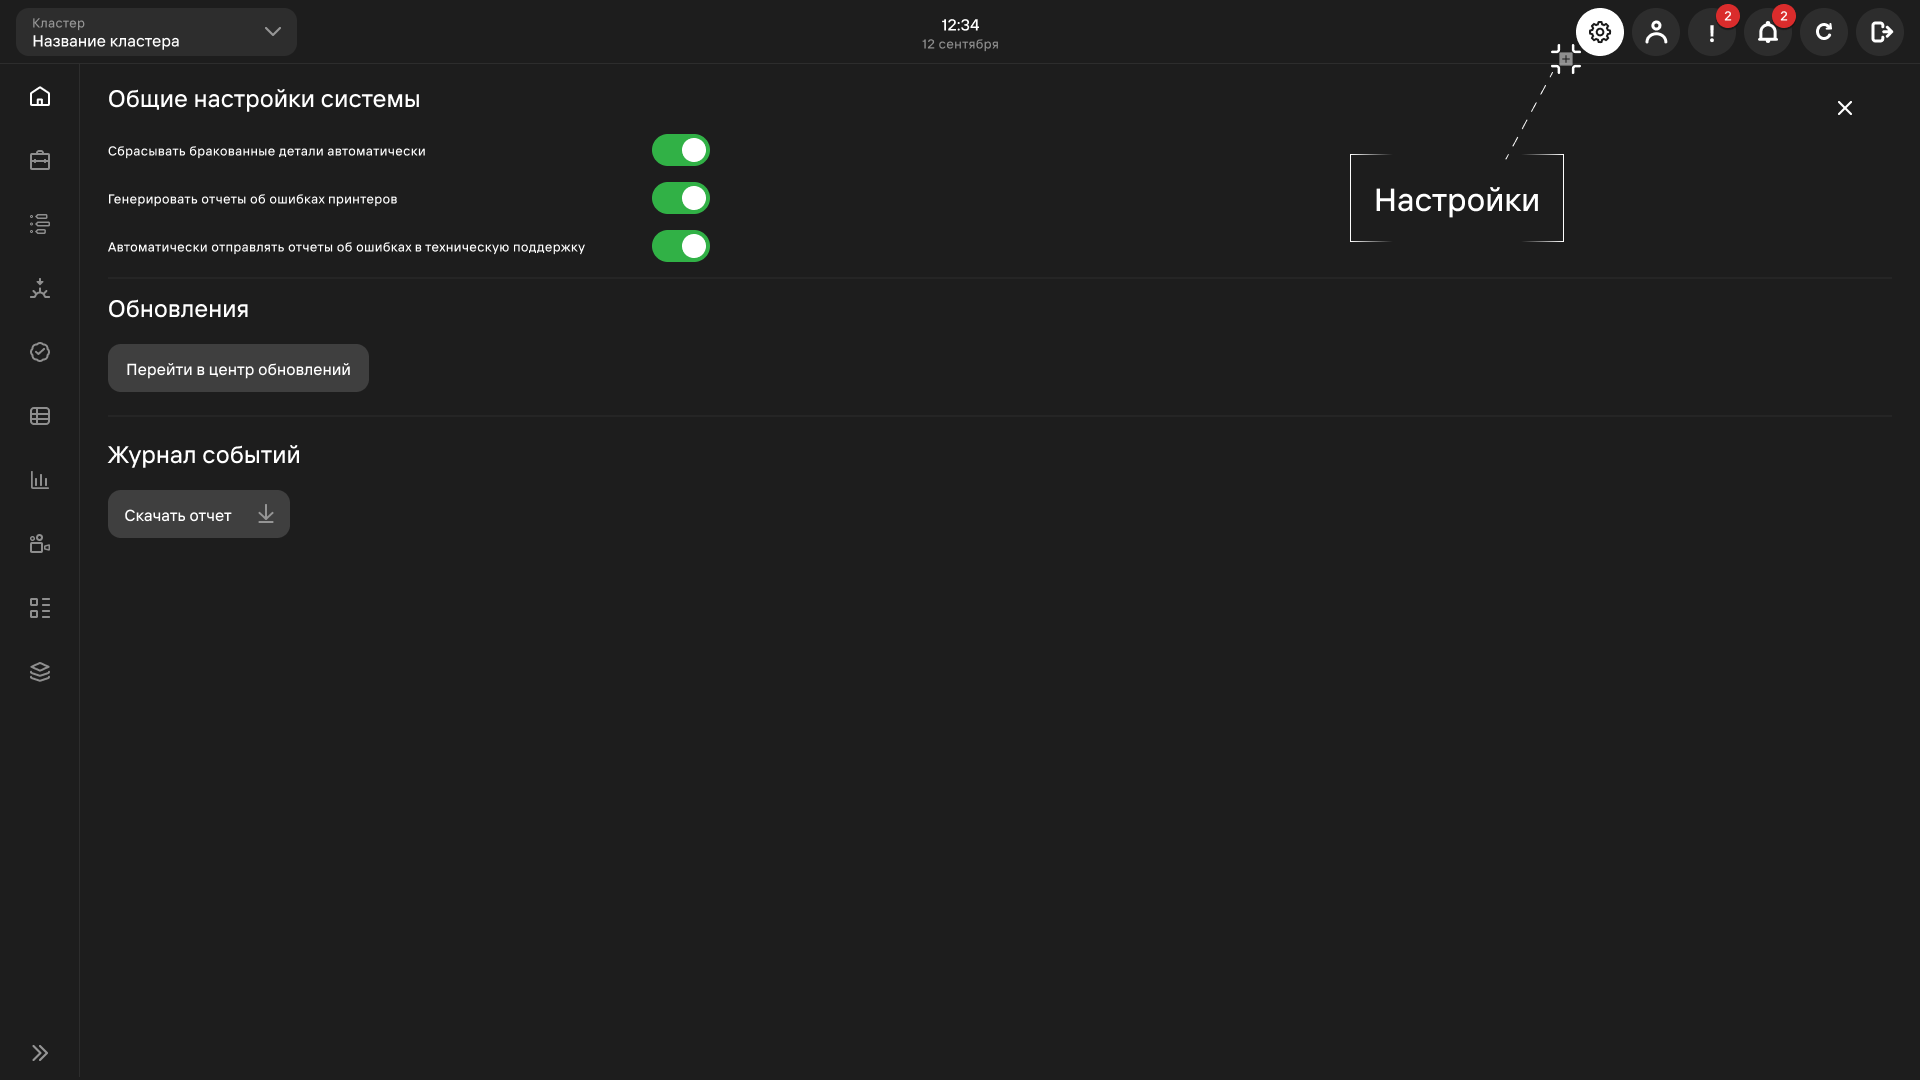 Кластер
Название кластера
12:34
12 сентября
2
2
Общие настройки системы
Сбрасывать бракованные детали автоматически
Генерировать отчеты об ошибках принтеров
Автоматически отправлять отчеты об ошибках в техническую поддержку
Настройки
Обновления
Перейти в центр обновлений
Журнал событий
Скачать отчет